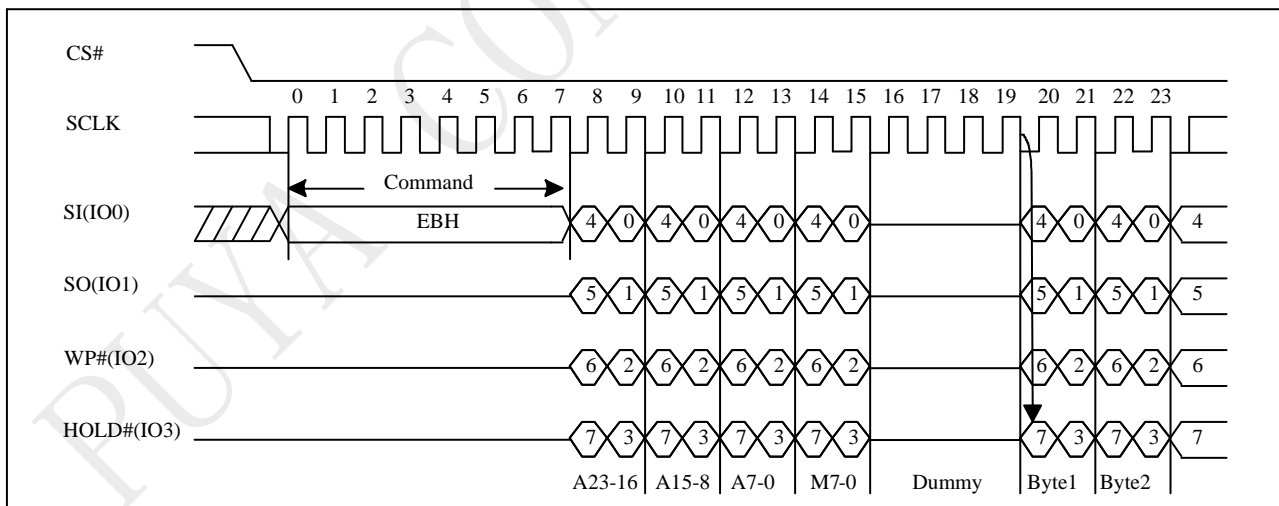 CS#
0 1 2 3 4 5 6 7 8 9 10 11 12 13 14 15 16 17 18 19 20 21 22 23
SCLK
Command
SI(IO0) EBH 4 0 4 0 4 0 4 0 4 0 4 0 4
SO(IO1) 5 1 5 1 5 1 5 1 5 1 5 1 5
WP#(IO2) 6 2 6 2 6 2 6 2 6 2 6 2 6
HOLD#(IO3) 7 3 7 3 7 3 7 3 7 3 7 3 7
A23-16 A15-8 A7-0 M7-0 Dummy Byte1 Byte2
PUYA CON